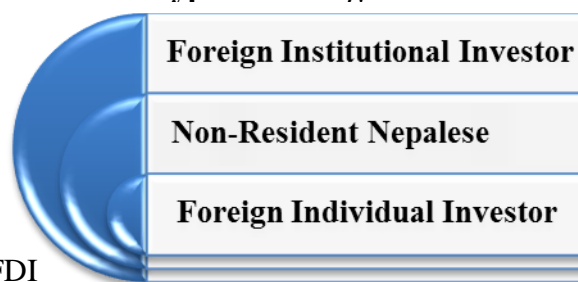 Foreign Institutional Investor
Non-Resident Nepalese
Foreign Individual Investor
FDI